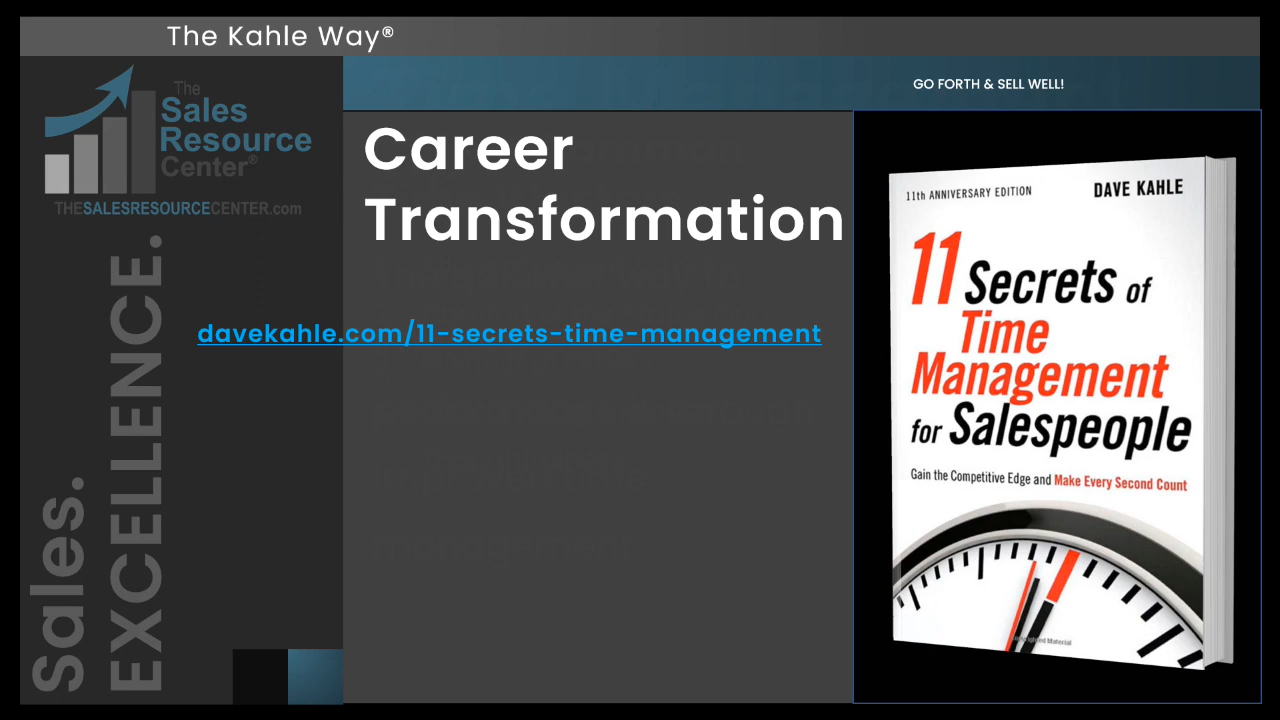 The Kahle Way®
GO FORTH & SELL WELL!
The
Sales
Resource
Center®
THESALESRESOURCECENTER.com
Sales.
EXCELLENCE.
Career
Transformation
davekahle.com/11-secrets-time-management
11th ANNIVERSARY EDITION
DAVE KAHLE
11 Secrets of
Time
Management
for Salespeople
Gain the Competitive Edge and Make Every Second Count